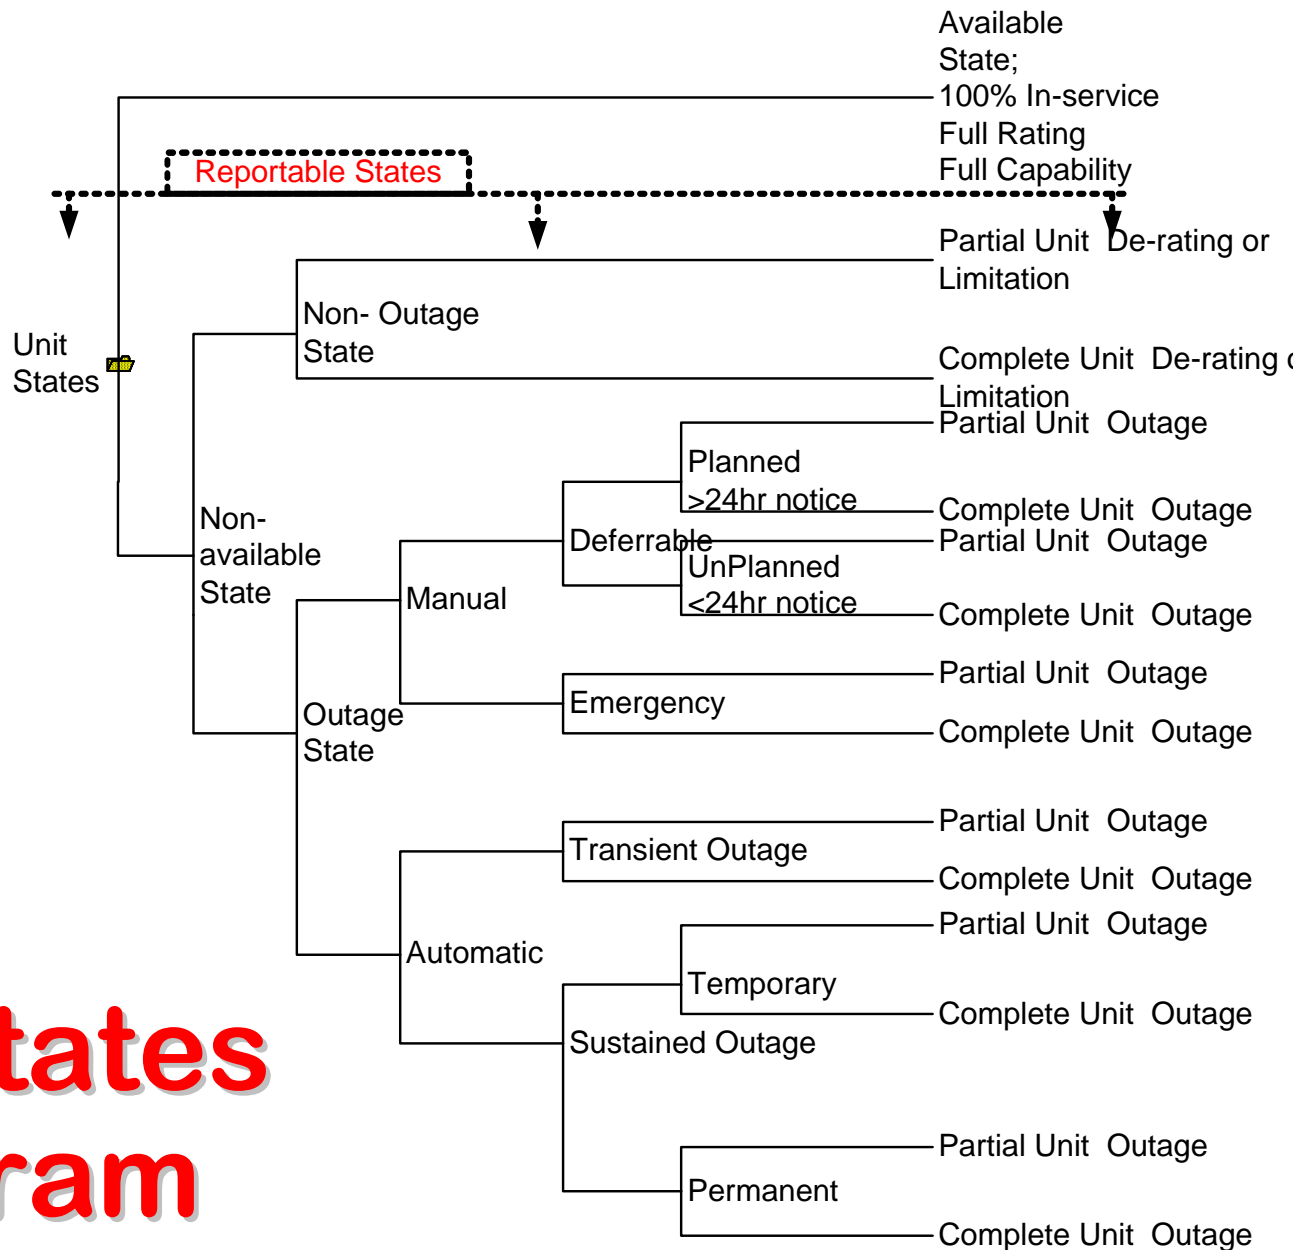 Available
State;
100% In-service
Full Rating
Full Capability
Reportable States
Partial Unit De-rating or
Limitation
Non- Outage
State
Unit
States
Complete Unit De-rating
Limitation
Partial Unit Outage
Planned
>24hr notice
Complete Unit Outage
Non-
available
State
Deferrable
Partial Unit Outage
UnPlanned
<24hr notice
Manual
Complete Unit Outage
Partial Unit Outage
Emergency
Outage
State
Complete Unit Outage
Partial Unit Outage
Transient Outage
Complete Unit Outage
Partial Unit Outage
Automatic
Temporary
Complete Unit Outage
Sustained Outage
tates
ram
Partial Unit Outage
Permanent
Complete Unit Outage